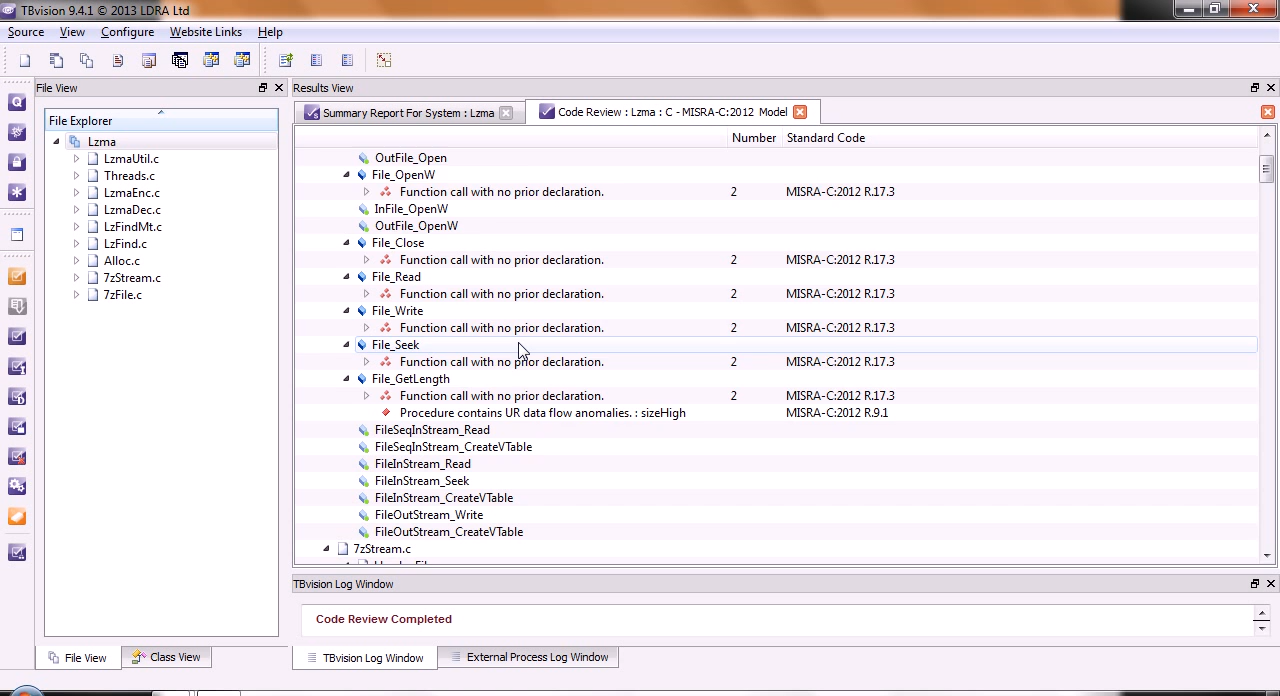 TBvision 9.4.1 © 2013 LDRA Ltd
Source View Configure Website Links Help
File View
Results View
File Explorer
Lzma
LzmaUtil.c
Threads.c
LzmaEnc.c
LzmaDec.c
LzFindMt.c
LzFind.c
Alloc.c
7zStream.c
7zFile.c
Summary Report For System : Lzma
Code Review : Lzma : C - MISRA-C:2012 Model
Number Standard Code
OutFile_Open
File_OpenW
Function call with no prior declaration. 2 MISRA-C:2012 R.17.3
InFile_OpenW
OutFile_OpenW
File_Close
Function call with no prior declaration. 2 MISRA-C:2012 R.17.3
File_Read
Function call with no prior declaration. 2 MISRA-C:2012 R.17.3
File_Write
Function call with no prior declaration. 2 MISRA-C:2012 R.17.3
File_Seek
Function call with no prior declaration. 2 MISRA-C:2012 R.17.3
File_GetLength
Function call with no prior declaration. 2 MISRA-C:2012 R.17.3
Procedure contains UR data flow anomalies. : sizeHigh MISRA-C:2012 R.9.1
FileSeqInStream_Read
FileSeqInStream_CreateVTable
FileInStream_Read
FileInStream_Seek
FileInStream_CreateVTable
FileOutStream_Write
FileOutStream_CreateVTable
7zStream.c
TBvision Log Window
Code Review Completed
File View Class View
TBvision Log Window External Process Log Window